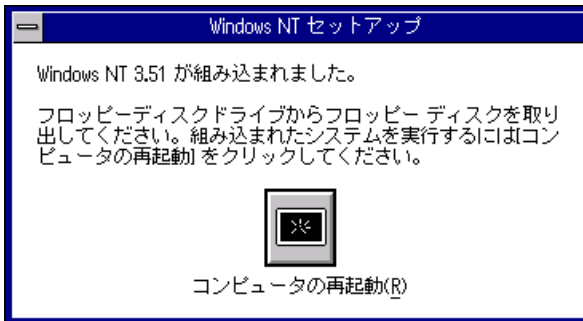 Windows NT セットアップ
Windows NT 3.51 が組み込まれました。
フロッピーディスクドライブからフロッピー ディスクを取り
出してください。組み込まれたシステムを実行するには[コン
ピュータの再起動] をクリックしてください。
コンピュータの再起動(R)